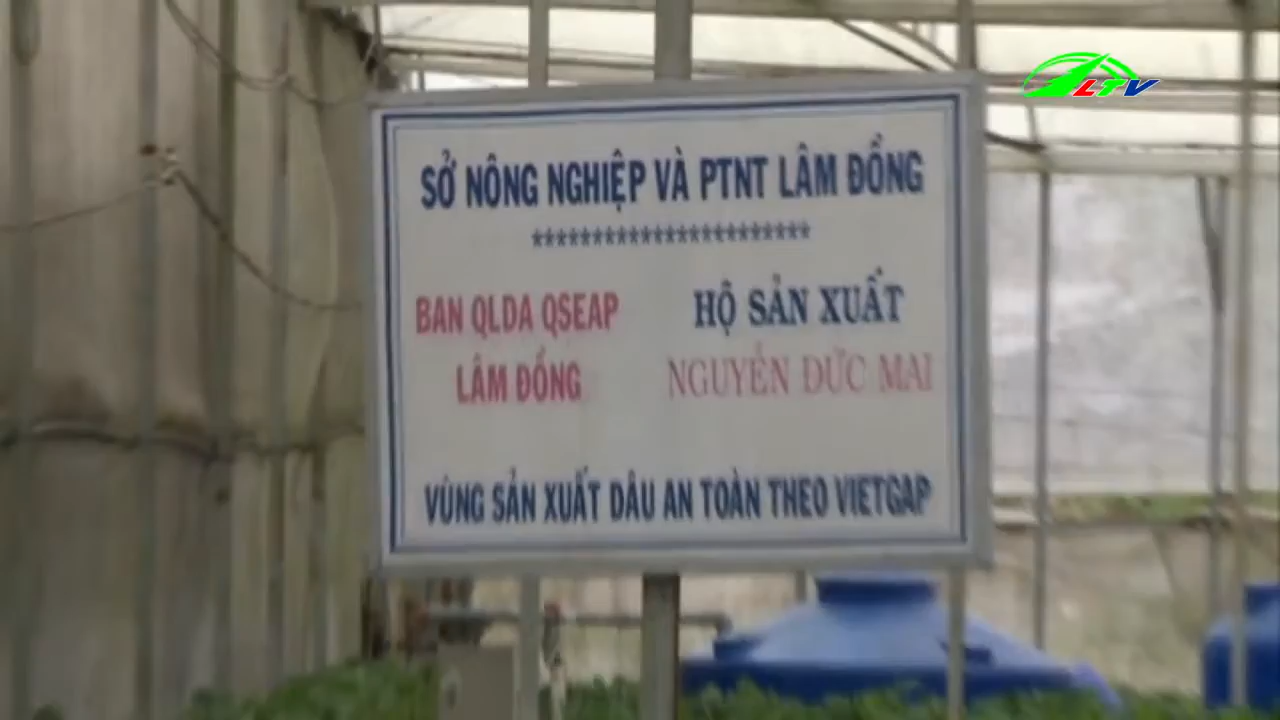 LTV
SỞ NÔNG NGHIỆP VÀ PTNT LÂM ĐỒNG
***********************
BAN QLDA QSEAP
LÂM ĐỒNG
HỘ SẢN XUẤT
NGUYỄN ĐỨC MAI
VÙNG SẢN XUẤT DÂU AN TOÀN THEO VIETGAP